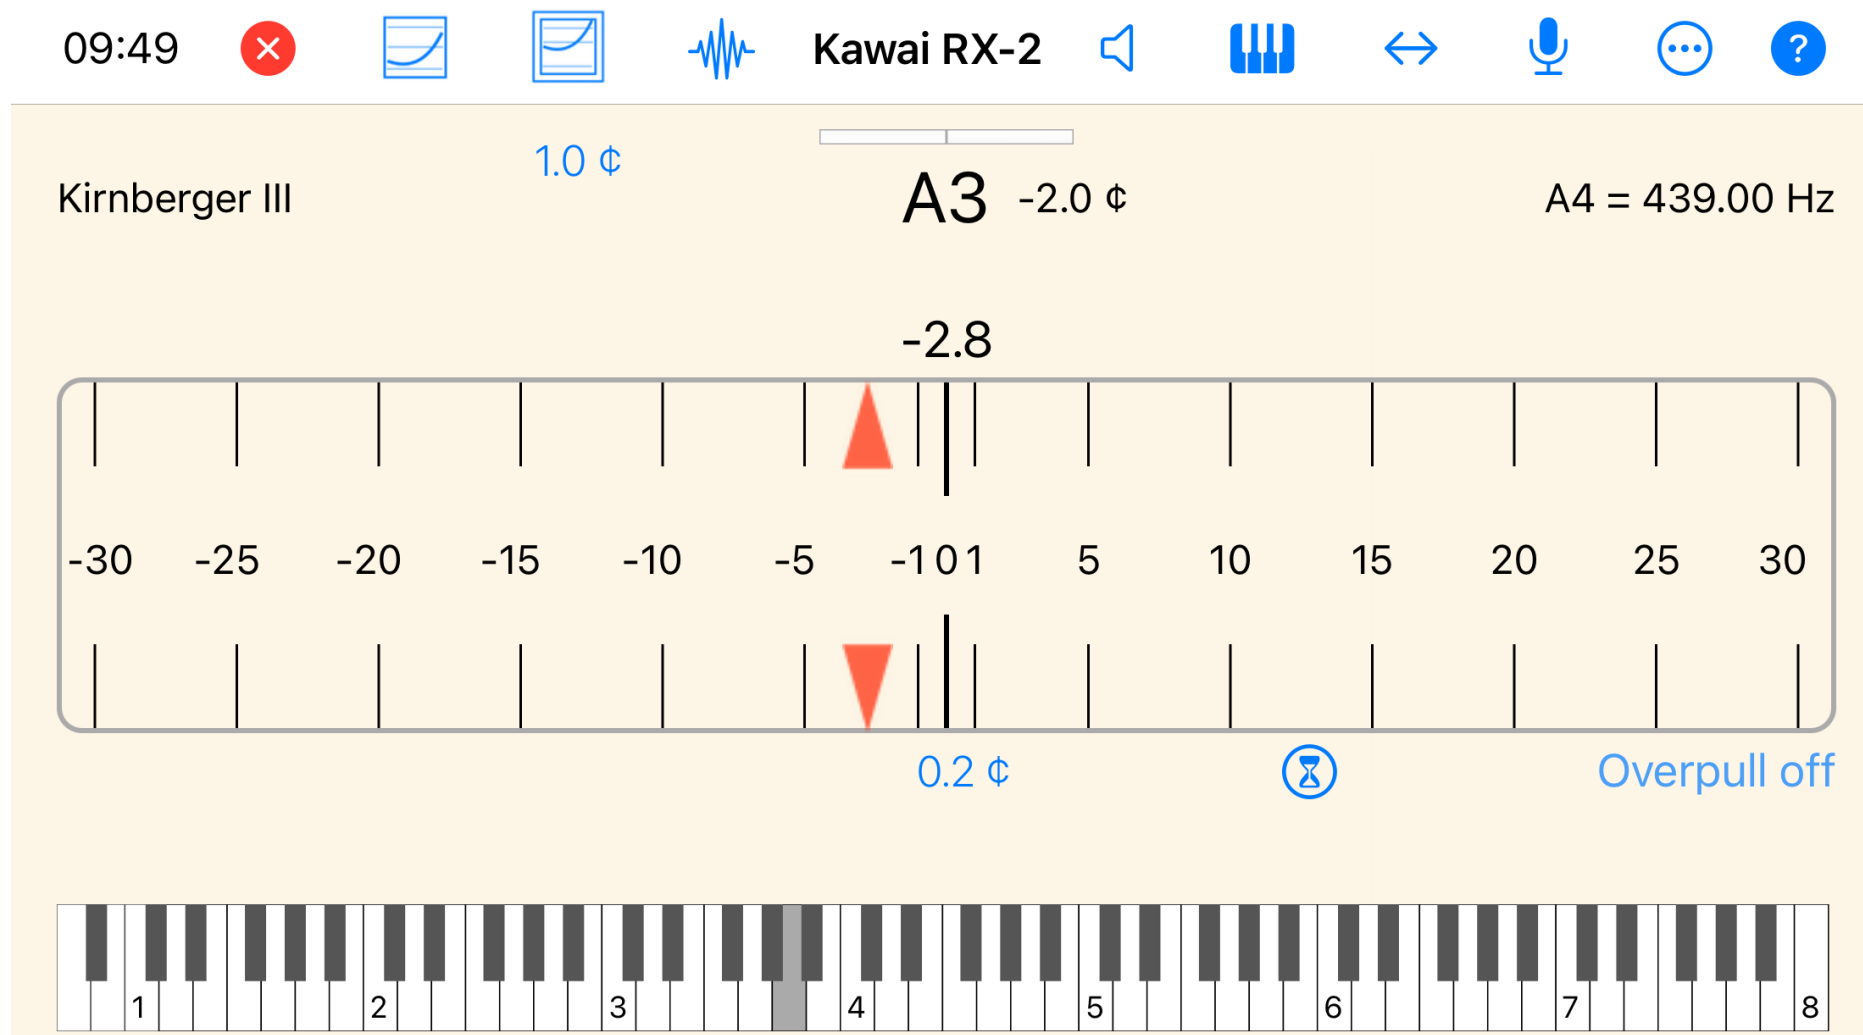 09:49 Kawai RX-2 ?
1.0 ¢
Kirnberger III A3 -2.0 ¢ A4 = 439.00 Hz
-2.8
-30 -25 -20 -15 -10 -5 -1 0 1 5 10 15 20 25 30
0.2 ¢ Overpull off
1 2 3 4 5 6 7 8